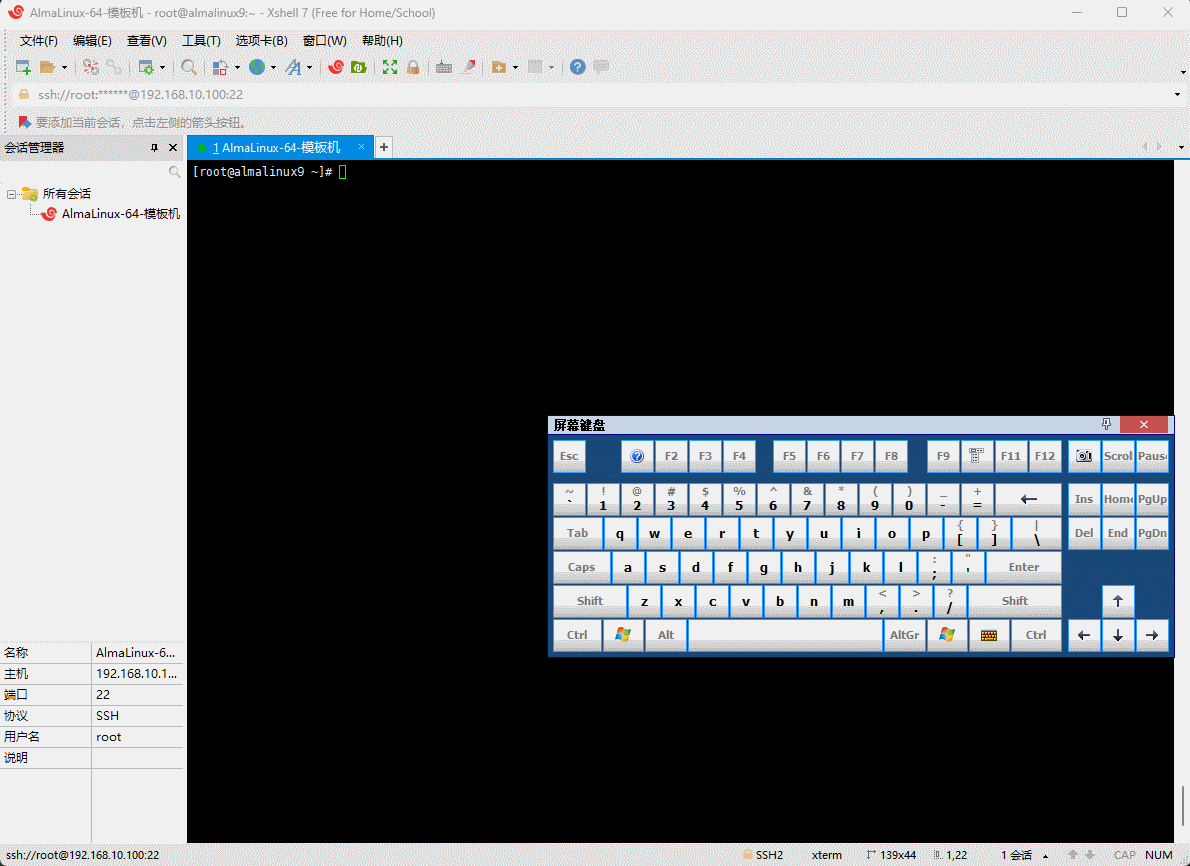 AlmaLinux-64-模板机 - root@almalinux9:~ - Xshell 7 (Free for Home/School)
文件(F) 编辑(E) 查看(V) 工具(T) 选项卡(B) 窗口(W) 帮助(H)
ssh://root:******@192.168.10.100:22
要添加当前会话，点击左侧的箭头按钮。
会话管理器
1 AlmaLinux-64-模板机
[root@almalinux9 ~]#
所有会话
AlmaLinux-64-模板机
屏幕键盘
Esc F2 F3 F4 F5 F6 F7 F8 F9 F11 F12 Scrol Paus
~ ` ! 1 @ 2 # 3 $ 4 % 5 ^ 6 & 7 * 8 ( 9 ) 0 _ - + = ← Ins Home PgUp
Tab q w e r t y u i o p { [ } ] | \ Del End PgDn
Caps a s d f g h j k l : ; " ' Enter
Shift z x c v b n m < , > . ? / Shift ↑
Ctrl Alt AltGr Ctrl ← ↓ →
名称 AlmaLinux-6...
主机 192.168.10.1...
端口 22
协议 SSH
用户名 root
说明
ssh://root@192.168.10.100:22 SSH2 xterm 139x44 1,22 1 会话 CAP NUM